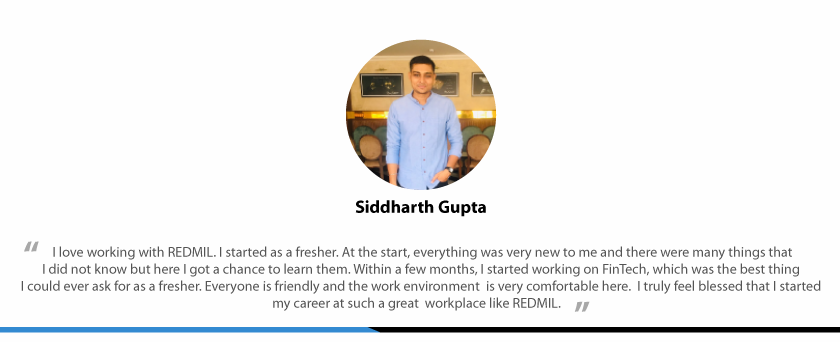 Siddharth Gupta
“ I love working with REDMIL. I started as a fresher. At the start, everything was very new to me and there were many things that
I did not know but here I got a chance to learn them. Within a few months, I started working on FinTech, which was the best thing
I could ever ask for as a fresher. Everyone is friendly and the work environment is very comfortable here. I truly feel blessed that I started
my career at such a great workplace like REDMIL. ”